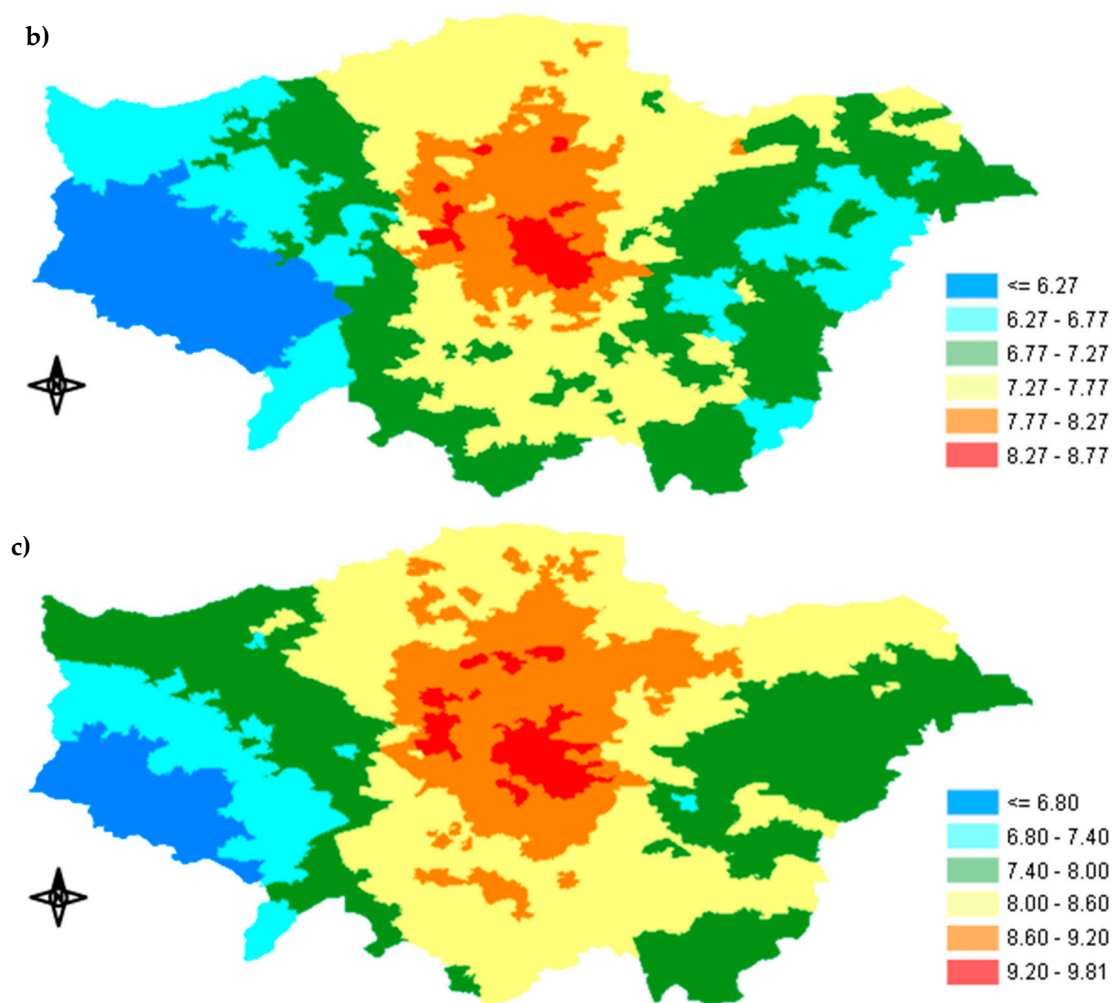 b)
<= 6.27
6.27 - 6.77
6.77 - 7.27
7.27 - 7.77
7.77 - 8.27
8.27 - 8.77
N
c)
<= 6.80
6.80 - 7.40
7.40 - 8.00
8.00 - 8.60
8.60 - 9.20
9.20 - 9.81
N